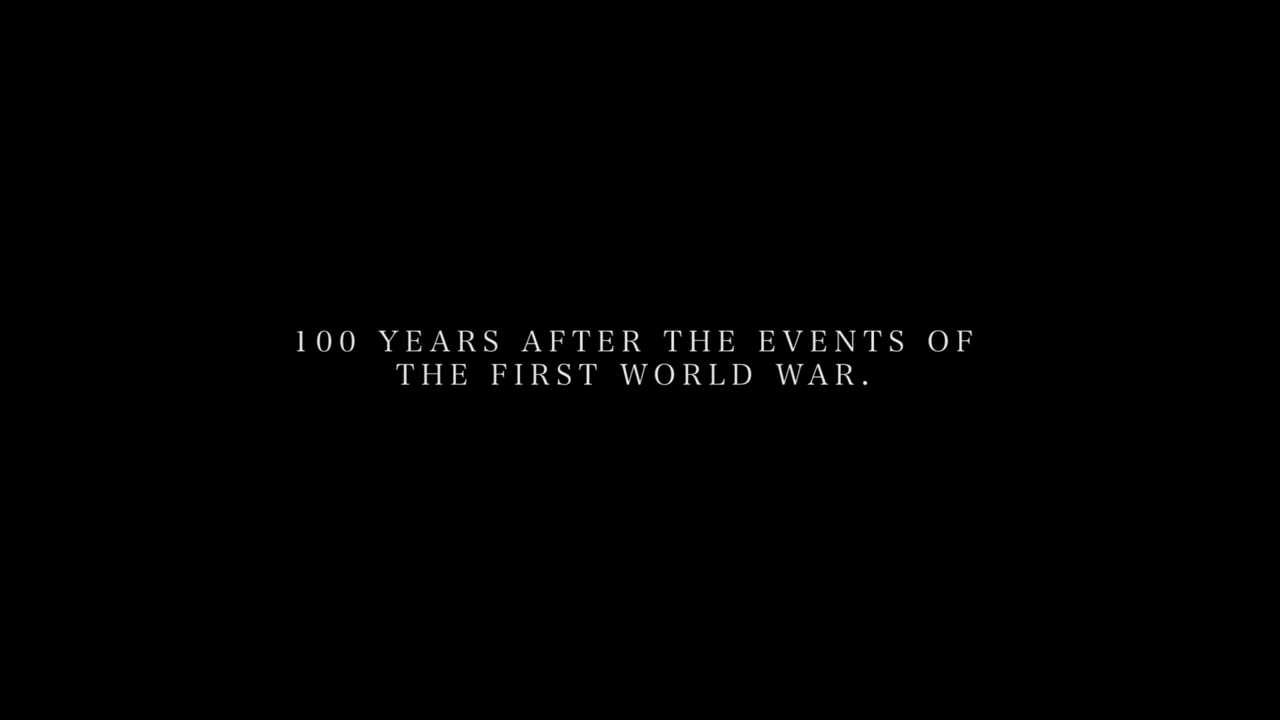 100 YEARS AFTER THE EVENTS OF
THE FIRST WORLD WAR.